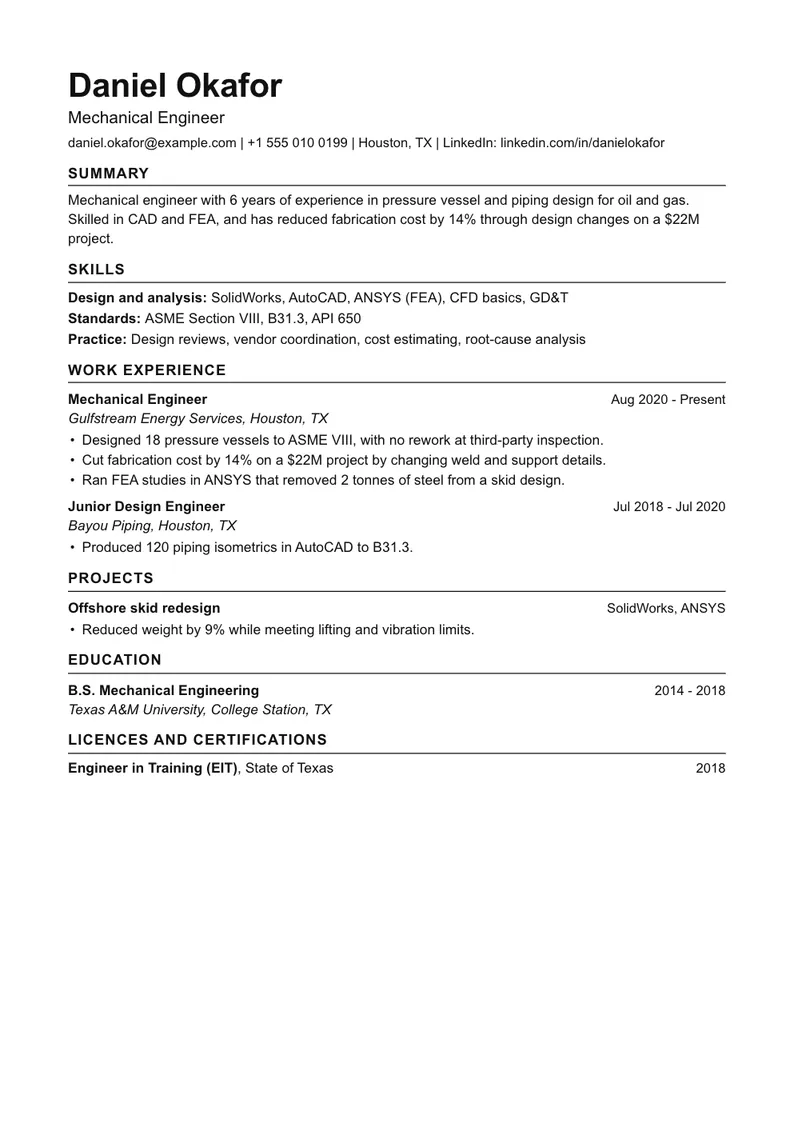 Daniel Okafor
Mechanical Engineer
daniel.okafor@example.com | +1 555 010 0199 | Houston, TX | LinkedIn: linkedin.com/in/danielokafor
SUMMARY
Mechanical engineer with 6 years of experience in pressure vessel and piping design for oil and gas.
Skilled in CAD and FEA, and has reduced fabrication cost by 14% through design changes on a $22M
project.
SKILLS
Design and analysis: SolidWorks, AutoCAD, ANSYS (FEA), CFD basics, GD&T
Standards: ASME Section VIII, B31.3, API 650
Practice: Design reviews, vendor coordination, cost estimating, root-cause analysis
WORK EXPERIENCE
Mechanical Engineer Aug 2020 - Present
Gulfstream Energy Services, Houston, TX
• Designed 18 pressure vessels to ASME VIII, with no rework at third-party inspection.
• Cut fabrication cost by 14% on a $22M project by changing weld and support details.
• Ran FEA studies in ANSYS that removed 2 tonnes of steel from a skid design.
Junior Design Engineer Jul 2018 - Jul 2020
Bayou Piping, Houston, TX
• Produced 120 piping isometrics in AutoCAD to B31.3.
PROJECTS
Offshore skid redesign SolidWorks, ANSYS
• Reduced weight by 9% while meeting lifting and vibration limits.
EDUCATION
B.S. Mechanical Engineering 2014 - 2018
Texas A&M University, College Station, TX
LICENCES AND CERTIFICATIONS
Engineer in Training (EIT), State of Texas 2018